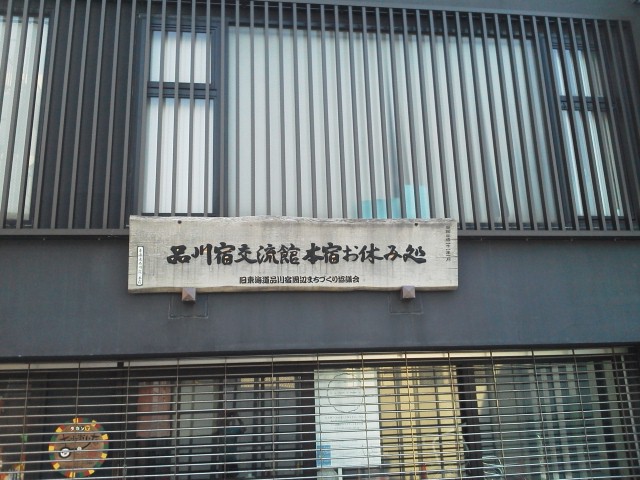 品川宿交流館 本宿お休み処
旧東海道品川宿周辺まちづくり協議会